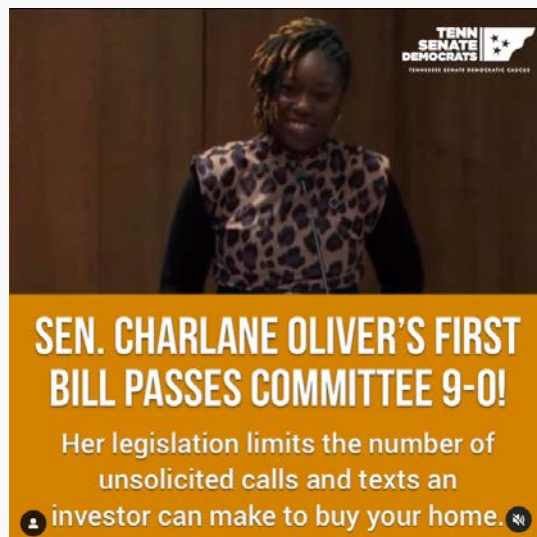 TENN
SENATE
DEMOCRATS
TENNESSEE SENATE DEMOCRATIC CAUCUS
SEN. CHARLANE OLIVER'S FIRST
BILL PASSES COMMITTEE 9-0!
Her legislation limits the number of
unsolicited calls and texts an
investor can make to buy your home.